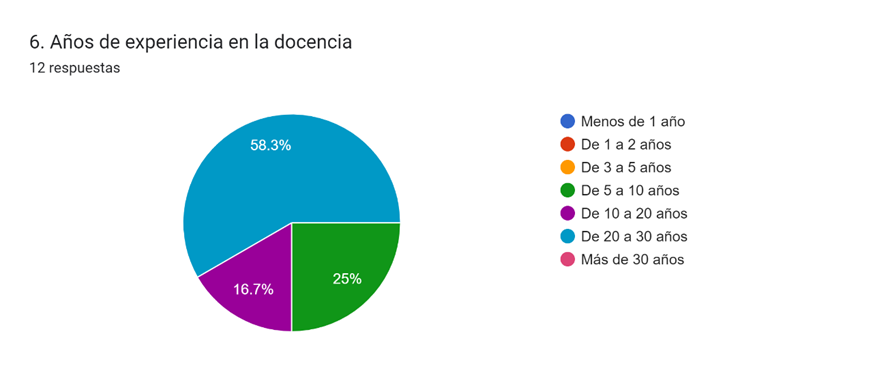 6. Años de experiencia en la docencia
12 respuestas
58.3%
16.7%
25%
Menos de 1 año
De 1 a 2 años
De 3 a 5 años
De 5 a 10 años
De 10 a 20 años
De 20 a 30 años
Más de 30 años